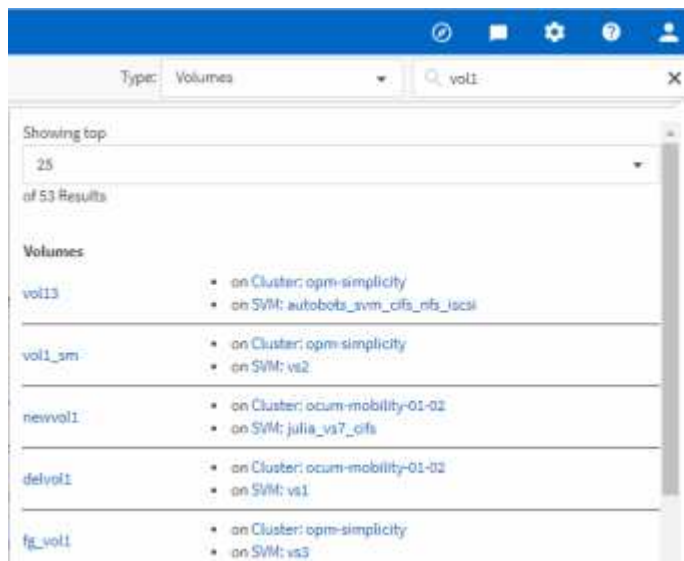 Type: Volumes vol1
Showing top
25
of 53 Results
Volumes
vol13
on Cluster: opm-simplicity
on SVM: autobots_svm_cifs_nfs_iscsi
vol1_sm
on Cluster: opm-simplicity
on SVM: vs2
newvol1
on Cluster: ocum-mobility-01-02
on SVM: julia_vs7_cifs
delvol1
on Cluster: ocum-mobility-01-02
on SVM: vs1
fg_vol1
on Cluster: opm-simplicity
on SVM: vs3